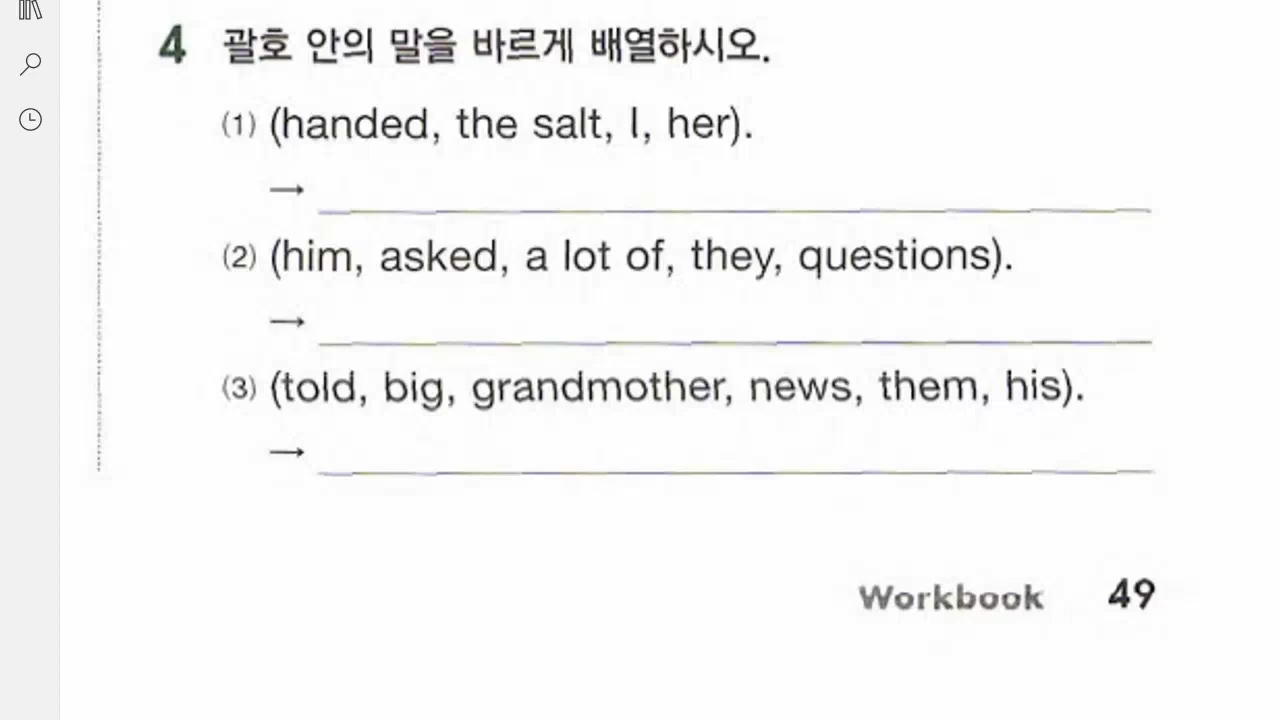 4 괄호 안의 말을 바르게 배열하시오.
(1) (handed, the salt, I, her).
→
(2) (him, asked, a lot of, they, questions).
→
(3) (told, big, grandmother, news, them, his).
→
Workbook 49